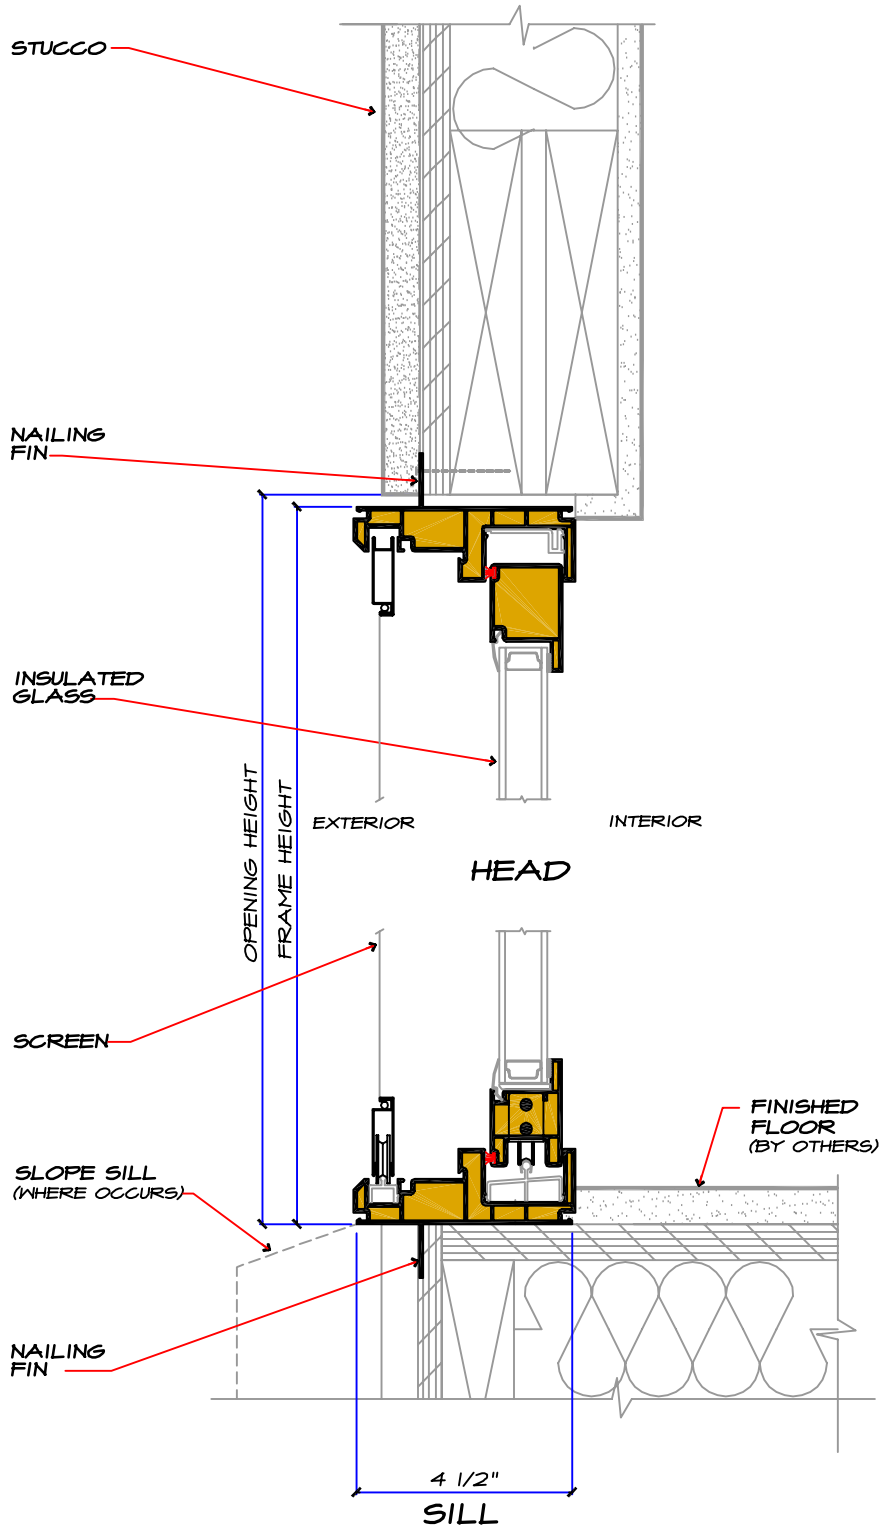 STUCCO
NAILING
FIN
INSULATED
GLASS
OPENING HEIGHT
FRAME HEIGHT
EXTERIOR
INTERIOR
HEAD
SCREEN
FINISHED
FLOOR
(BY OTHERS)
SLOPE SILL
(WHERE OCCURS)
NAILING
FIN
4 1/2"
SILL